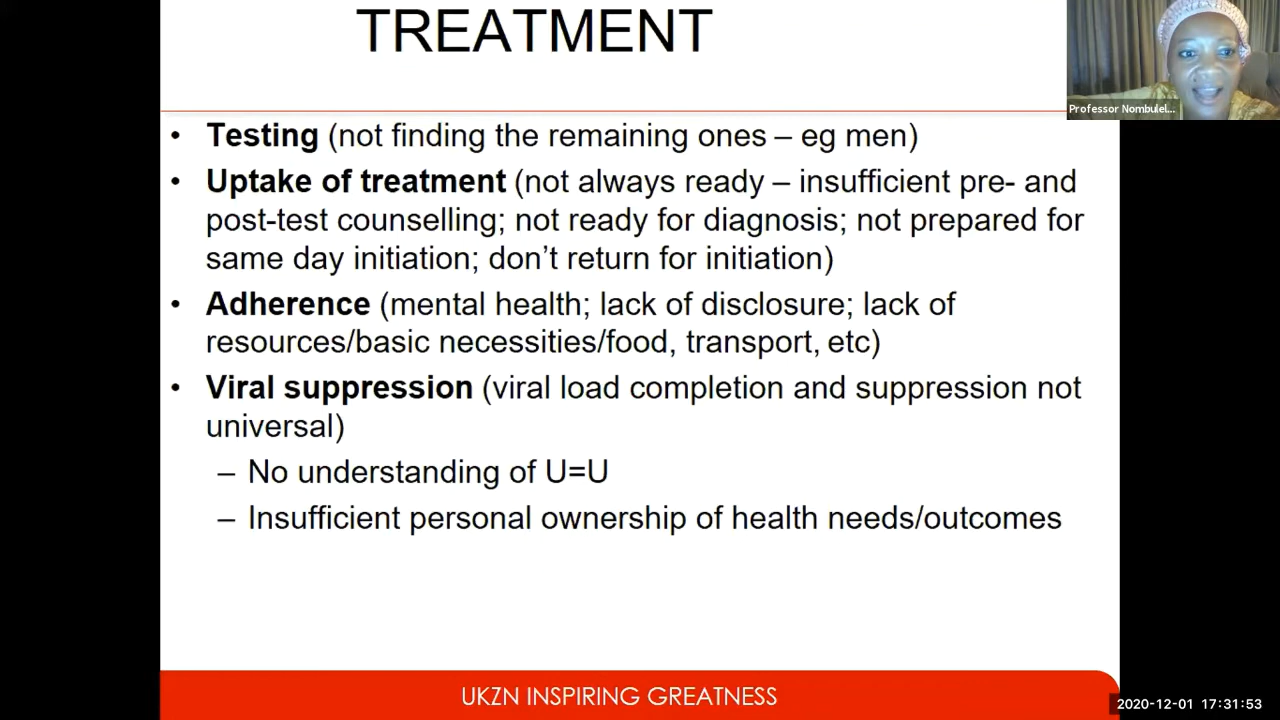 TREATMENT
Professor Nombulel...
• Testing (not finding the remaining ones – eg men)
• Uptake of treatment (not always ready – insufficient pre- and
post-test counselling; not ready for diagnosis; not prepared for
same day initiation; don’t return for initiation)
• Adherence (mental health; lack of disclosure; lack of
resources/basic necessities/food, transport, etc)
• Viral suppression (viral load completion and suppression not
universal)
– No understanding of U=U
– Insufficient personal ownership of health needs/outcomes
UKZN INSPIRING GREATNESS
2020-12-01 17:31:53